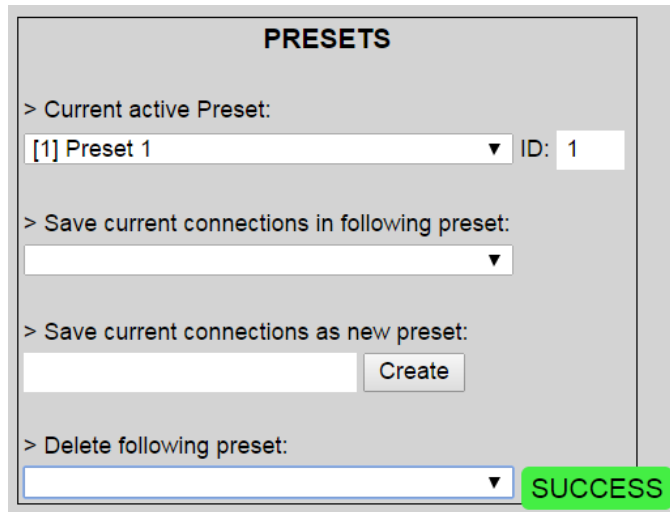 PRESETS
> Current active Preset:
[1] Preset 1 ▼ ID: 1
> Save current connections in following preset:
▼
> Save current connections as new preset:
Create
> Delete following preset:
▼ SUCCESS